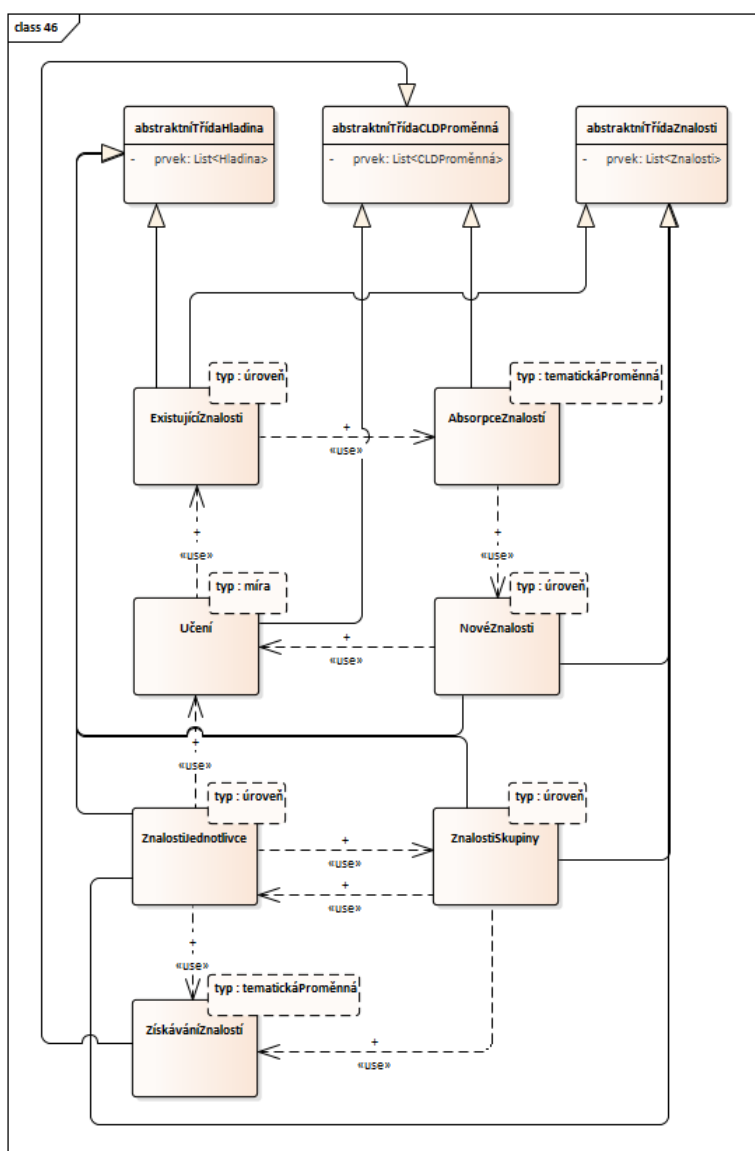 class 46
abstraktníTřídaHladina
- prvek: List<Hladina>
abstraktníTřídaCLDProměnná
- prvek: List<CLDProměnná>
abstraktníTřídaZnalosti
- prvek: List<Znalosti>
typ : úroveň
ExistujícíZnalosti
typ : tematickáProměnná
AbsorpceZnalostí
+
«use»
+
«use»
+
«use»
typ : míra
Učení
typ : úroveň
NovéZnalosti
+
«use»
+
«use»
typ : úroveň
ZnalostiJednotlivce
typ : úroveň
ZnalostiSkupiny
+
«use»
+
«use»
+
«use»
typ : tematickáProměnná
ZískáváníZnalostí
+
«use»